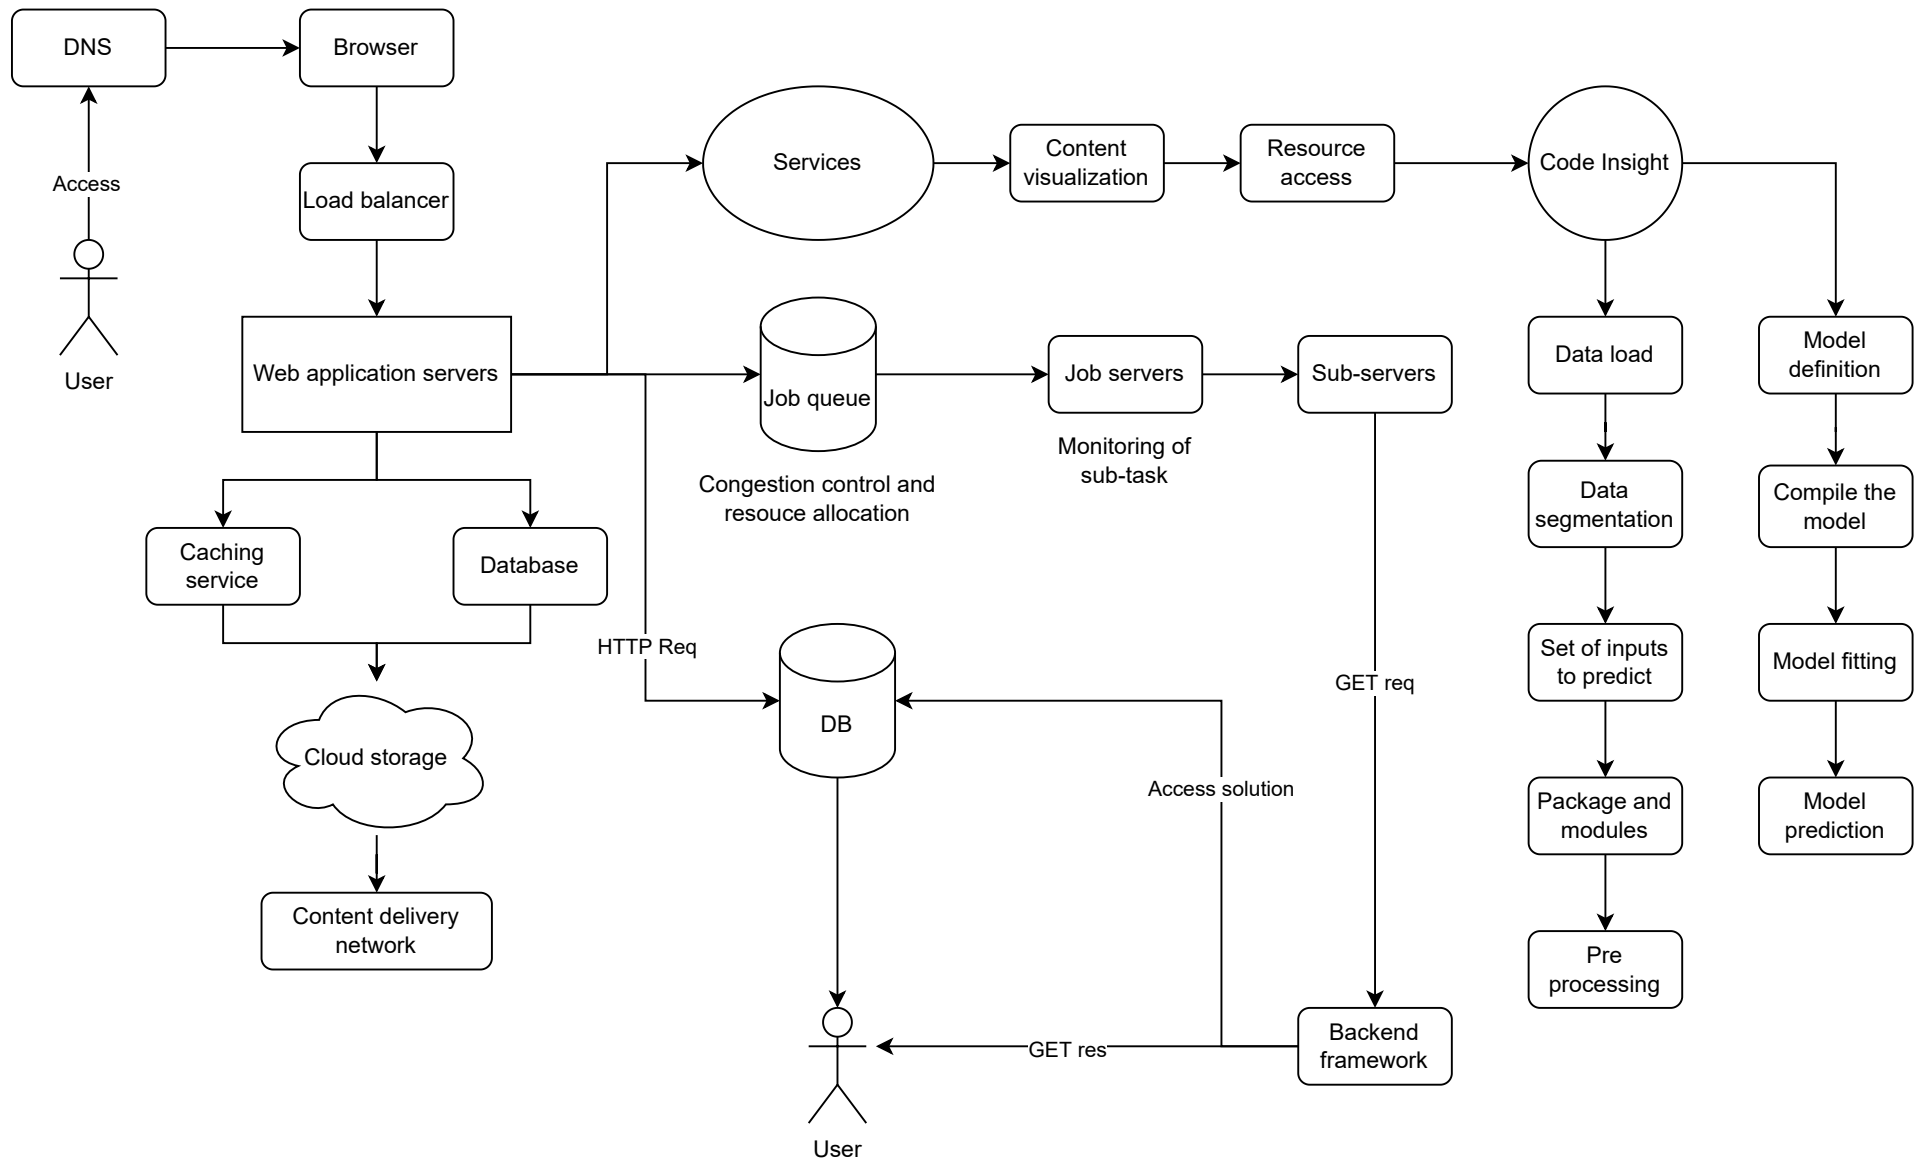 DNS
Browser
Access
User
Load balancer
Web application servers
Caching
service
Database
Cloud storage
Content delivery
network
Services
Content
visualization
Resource
access
Code Insight
Job queue
Congestion control and
resouce allocation
Job servers
Monitoring of
sub-task
Sub-servers
HTTP Req
DB
Access solution
GET req
GET res
User
Backend
framework
Data load
Data
segmentation
Set of inputs
to predict
Package and
modules
Pre
processing
Model
definition
Compile the
model
Model fitting
Model
prediction